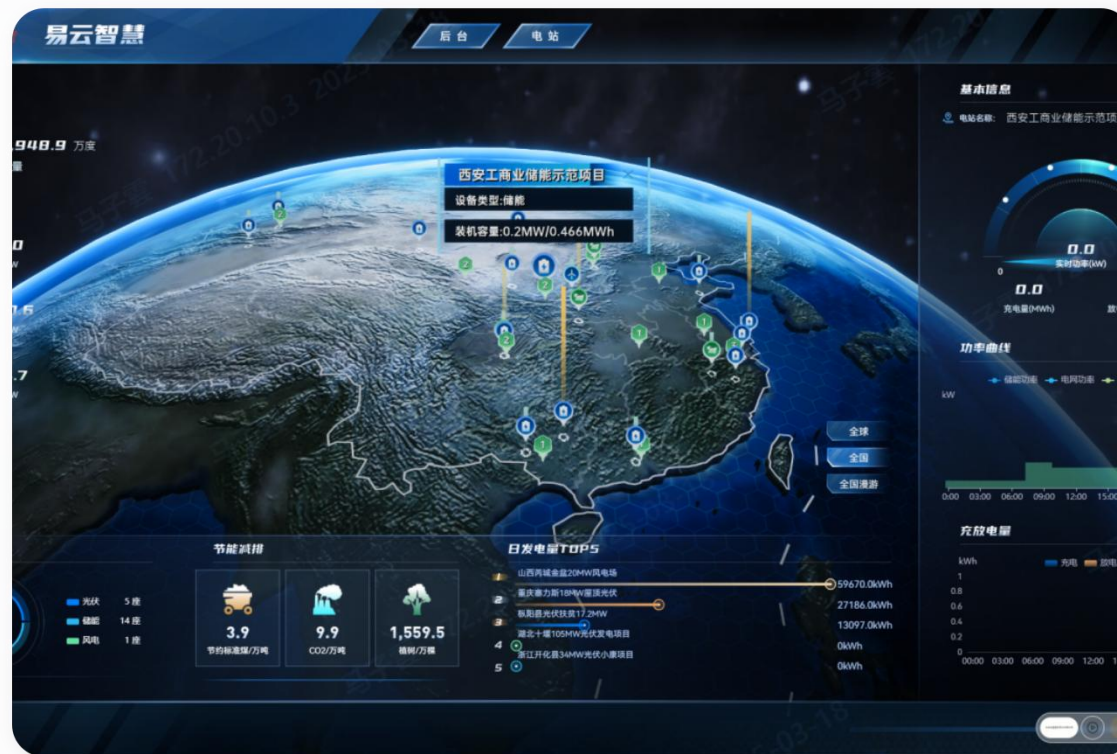 易云智慧
后台
电站
基本信息
电站名称: 西安工商业储能示范项
948.9 万度
量
西安工商业储能示范项目
设备类型:储能
装机容量:0.2MW/0.466MWh
0.0
实时功率(kW)
0
0.0
充电量(MWh)
放
功率曲线
储能功率
电网功率
kW
全球
全国
全国漫游
0:00 03:00 06:00 09:00 12:00 15:00
充放电量
kWh
充电
放电
1
0.8
0.6
0.4
0.2
0
00:00 03:00 06:00 09:00 12:00 1
光伏 5 座
储能 14 座
风电 1 座
节能减排
3.9
节约标准煤/万吨
9.9
CO2/万吨
1,559.5
植树/万棵
日发电量TOP5
1 山西芮城金盆20MW风电场 59670.0kWh
2 重庆赛力斯18MW屋顶光伏 27186.0kWh
3 枞阳县光伏扶贫17.2MW 13097.0kWh
4 湖北十堰105MW光伏发电项目 0kWh
5 浙江开化县34MW光伏小康项目 0kWh